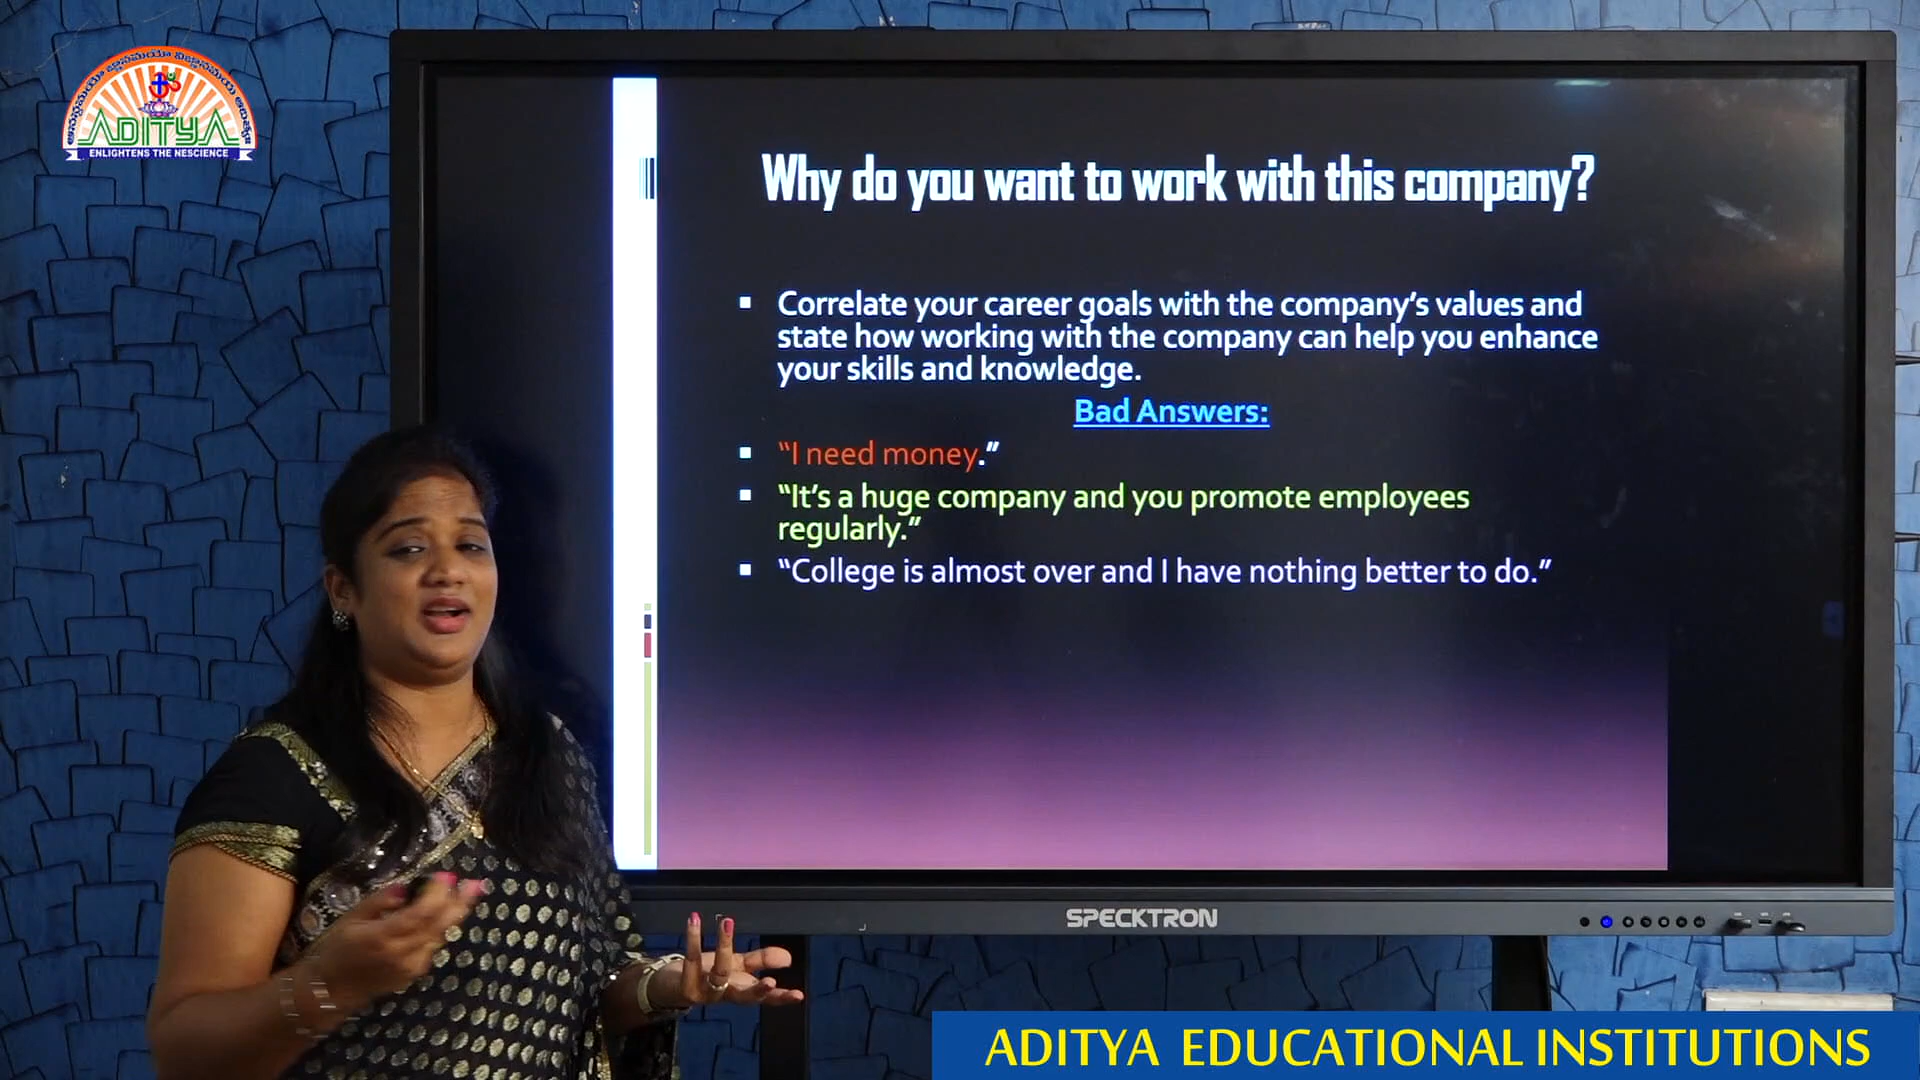 ADITYA
ENLIGHTENS THE NESCIENCE
Why do you want to work with this company?
Correlate your career goals with the company's values and
state how working with the company can help you enhance
your skills and knowledge.
Bad Answers:
“I need money.”
“It's a huge company and you promote employees
regularly.”
“College is almost over and I have nothing better to do.”
SPECKTRON
ADITYA EDUCATIONAL INSTITUTIONS